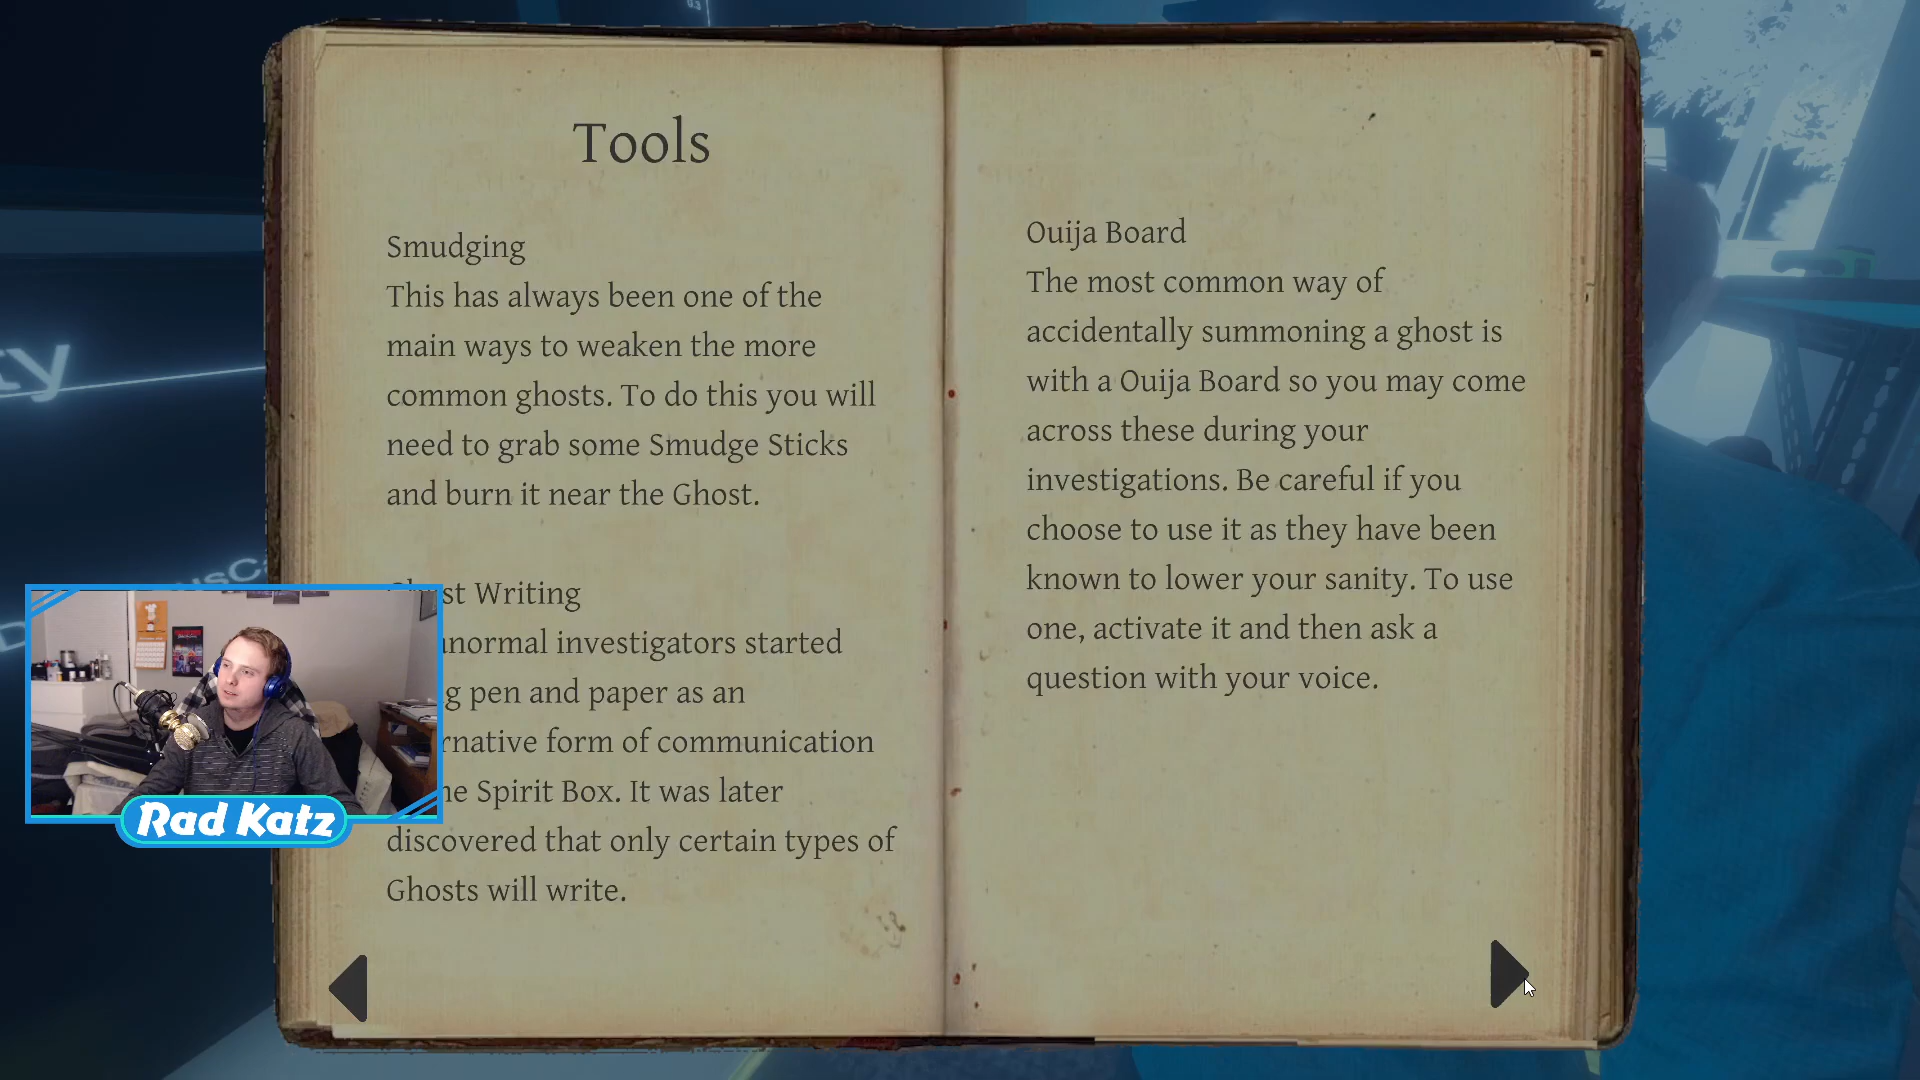 Tools
Smudging
This has always been one of the
main ways to weaken the more
common ghosts. To do this you will
need to grab some Smudge Sticks
and burn it near the Ghost.
Writing
investigators started
pen and paper as an
form of communication
Spirit Box. It was later
discovered that only certain types of
Ghosts will write.
Ouija Board
The most common way of
accidentally summoning a ghost is
with a Ouija Board so you may come
across these during your
investigations. Be careful if you
choose to use it as they have been
known to lower your sanity. To use
one, activate it and then ask a
question with your voice.
Rad Katz